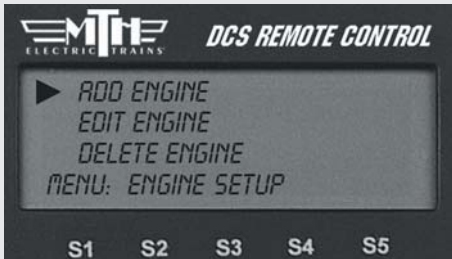 MTH
ELECTRIC TRAINS
DCS REMOTE CONTROL
ADD ENGINE
EDIT ENGINE
DELETE ENGINE
MENU: ENGINE SETUP
S1 S2 S3 S4 S5